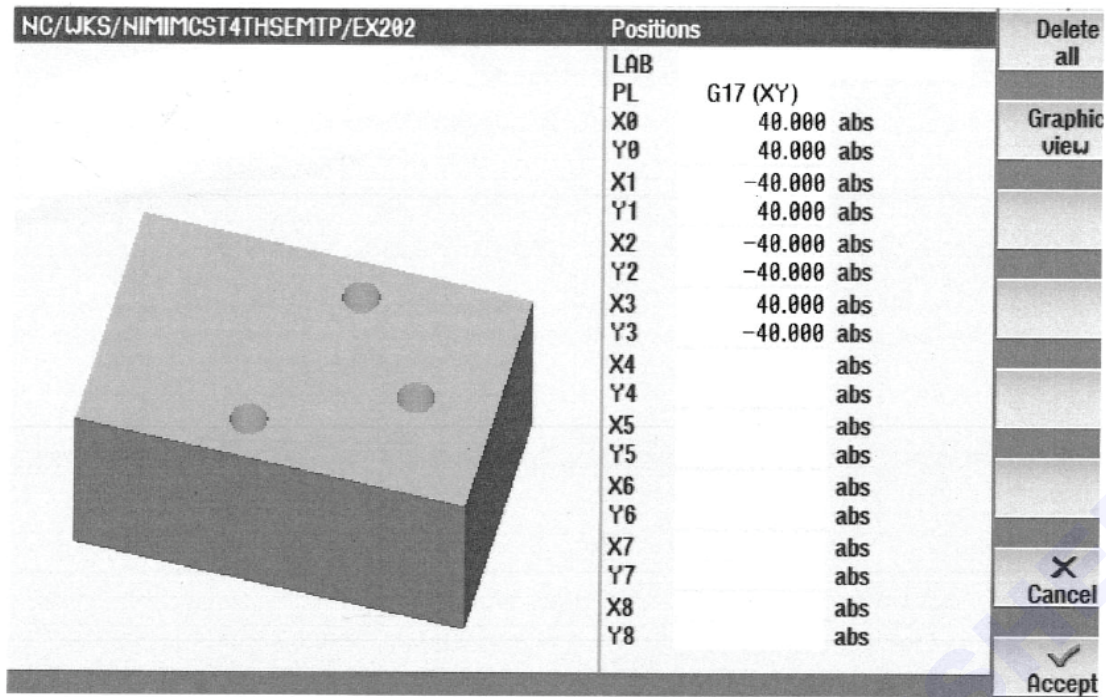 NC/WKS/NIMIMCST4THSEMTP/EX202
Positions
LAB
PL G17 (XY)
X0 40.000 abs
Y0 40.000 abs
X1 -40.000 abs
Y1 40.000 abs
X2 -40.000 abs
Y2 -40.000 abs
X3 40.000 abs
Y3 -40.000 abs
X4 abs
Y4 abs
X5 abs
Y5 abs
X6 abs
Y6 abs
X7 abs
Y7 abs
X8 abs
Y8 abs
Delete
all
Graphic
view
Cancel
Accept